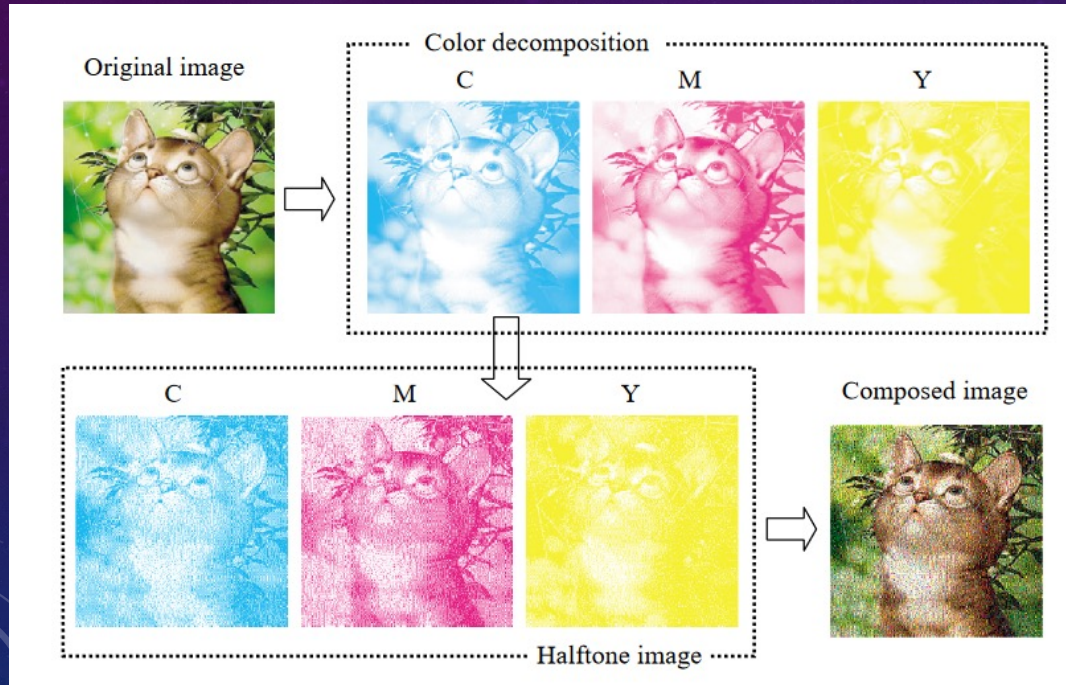 Color decomposition
Original image
C M Y
C M Y
Composed image
Halftone image